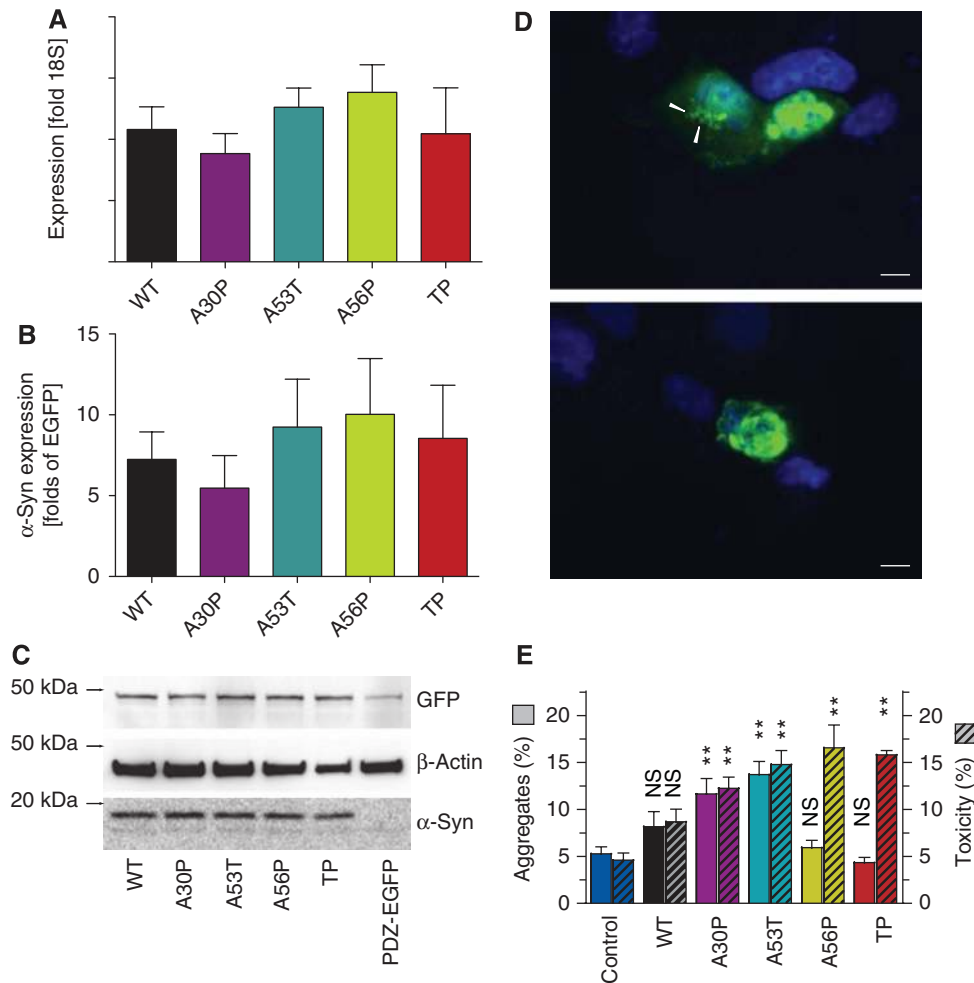 A
Expression [fold 18S]
WT
A30P
A53T
A56P
TP
B
α-Syn expression
[folds of EGFP]
15
10
5
0
WT
A30P
A53T
A56P
TP
C
50 kDa
GFP
50 kDa
β-Actin
20 kDa
α-Syn
WT
A30P
A53T
A56P
TP
PDZ-EGFP
D
E
Aggregates (%)
20
15
10
5
0
NS
NS
**
**
**
**
NS
**
NS
**
20
15
10
5
0
Toxicity (%)
Control
WT
A30P
A53T
A56P
TP